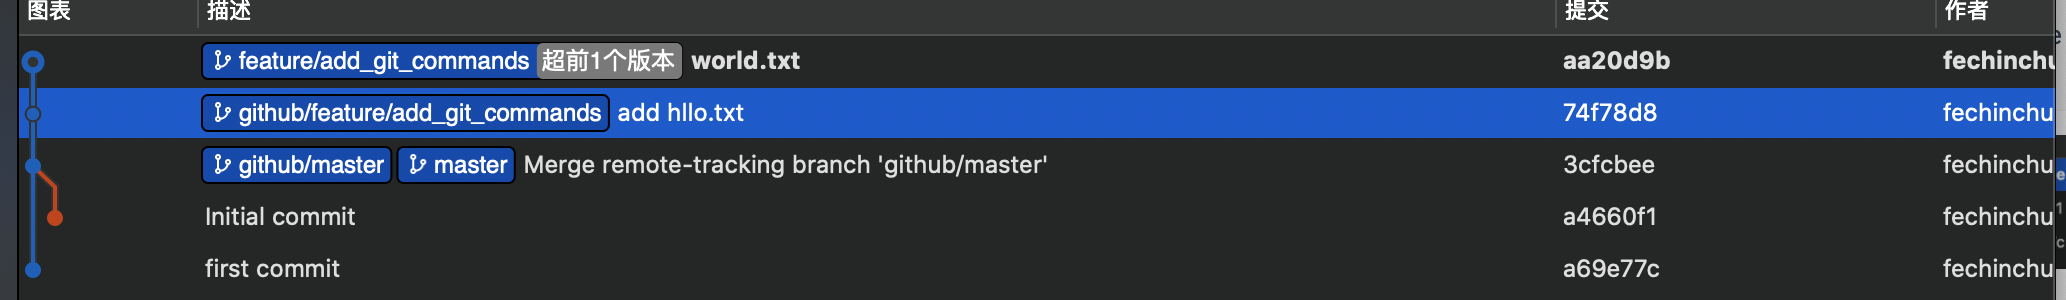 图表 描述 提交 作者
feature/add_git_commands 超前1个版本 world.txt aa20d9b fechinchu
github/feature/add_git_commands add hllo.txt 74f78d8 fechinchu
github/master master Merge remote-tracking branch 'github/master' 3cfcbee fechinchu
Initial commit a4660f1 fechinchu
first commit a69e77c fechinchu